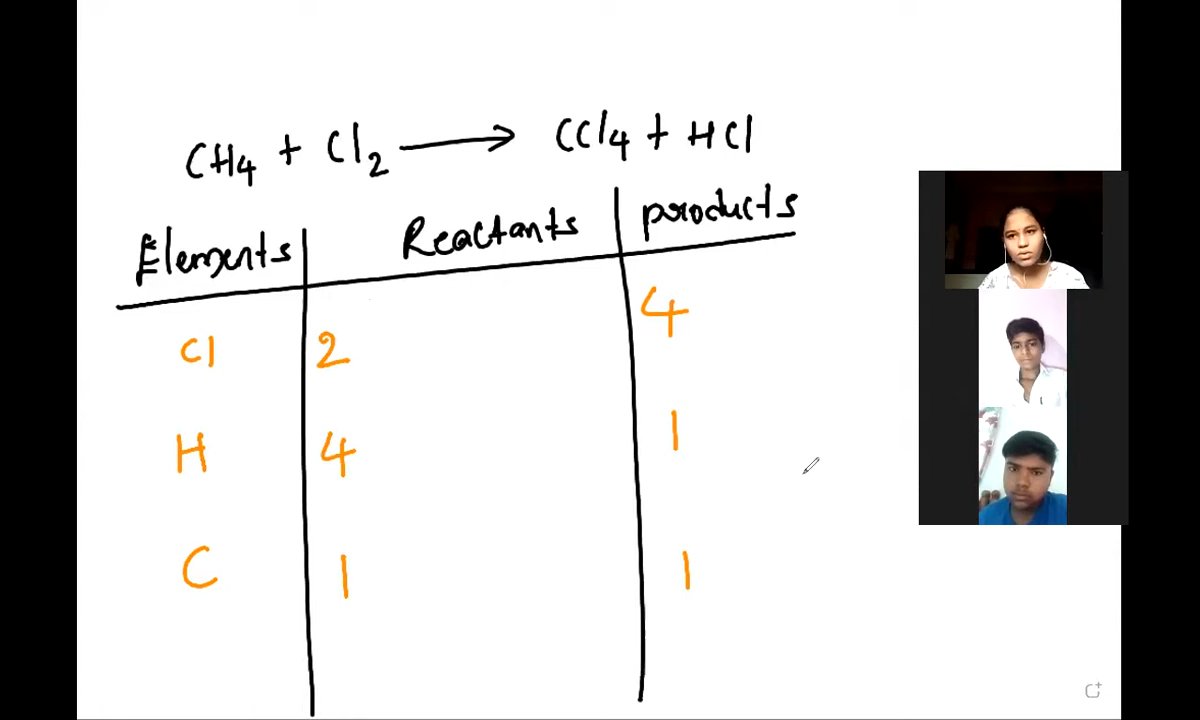 CH4 + Cl2 ⟶ CCl4 + HCl
Elements Reactants products
Cl 2 4
H 4 1
C 1 1